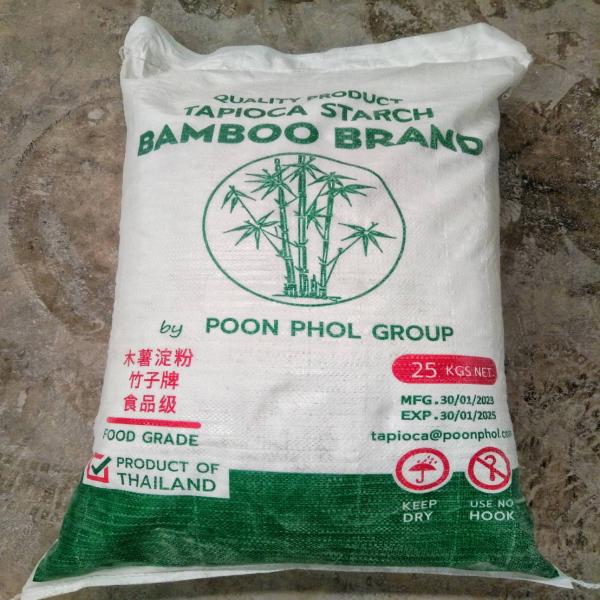 QUALITY PRODUCT
TAPIOCA STARCH
BAMBOO BRAND
by POON PHOL GROUP
木薯淀粉
竹子牌
食品级
FOOD GRADE
PRODUCT OF
THAILAND
25 KGS.NET
MFG.30/01/2023
EXP.30/01/2025
tapioca@poonphol.com
KEEP
DRY
USE NO
HOOK